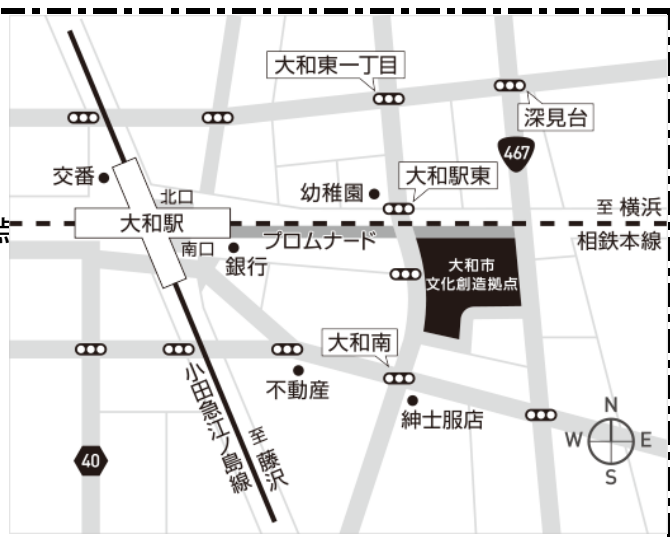 大和東一丁目
深見台
467
交番
北口
幼稚園
大和駅東
至 横浜
点
大和駅
プロムナード
相鉄本線
南口
銀行
大和市
文化創造拠点
大和南
不動産
紳士服店
小田急江ノ島線
至 藤沢
40
N
W
E
S